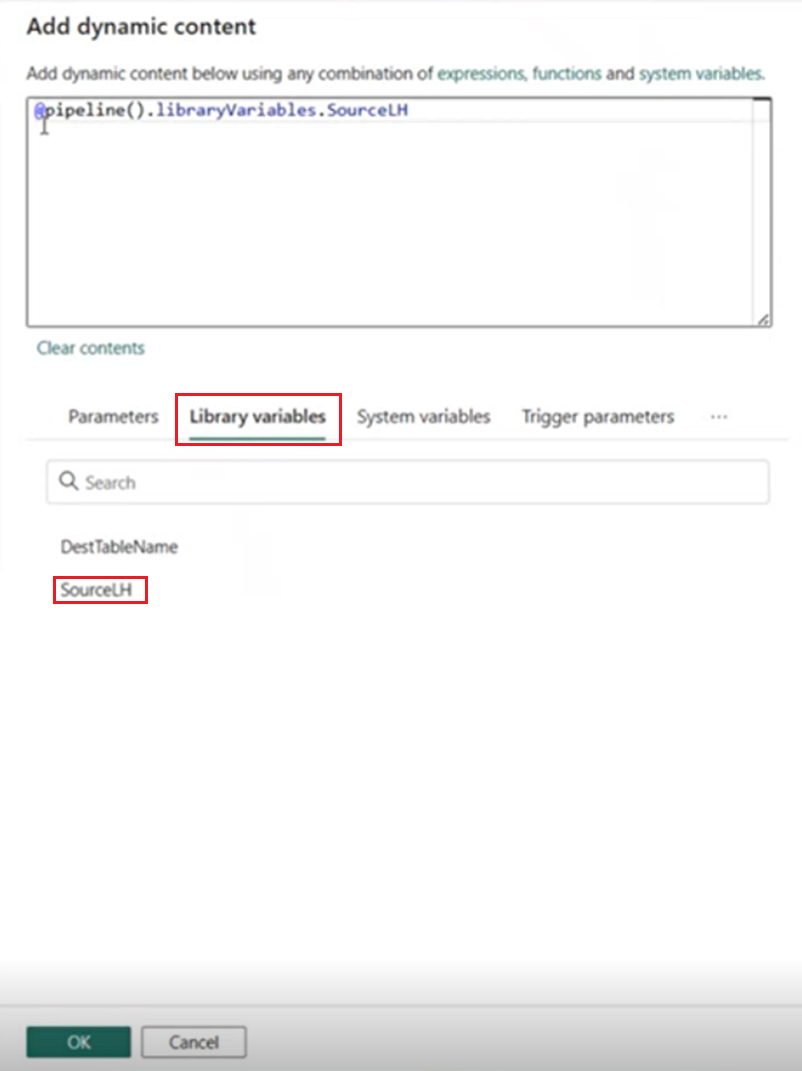 Add dynamic content
Add dynamic content below using any combination of expressions, functions and system variables.
@pipeline().libraryVariables.SourceLH
Clear contents
Parameters Library variables System variables Trigger parameters ...
Search
DestTableName
SourceLH
OK Cancel